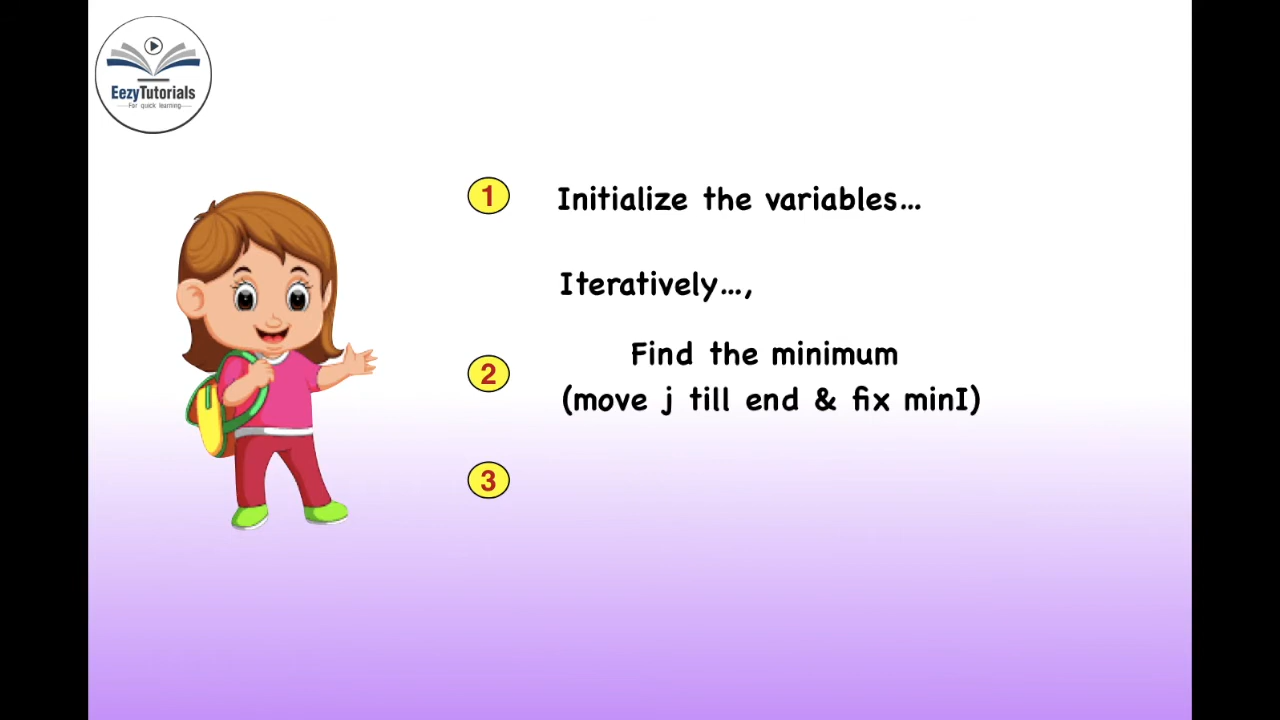 EezyTutorials
For quick learning
1 Initialize the variables...
Iteratively...,
2 Find the minimum
(move j till end & fix minI)
3